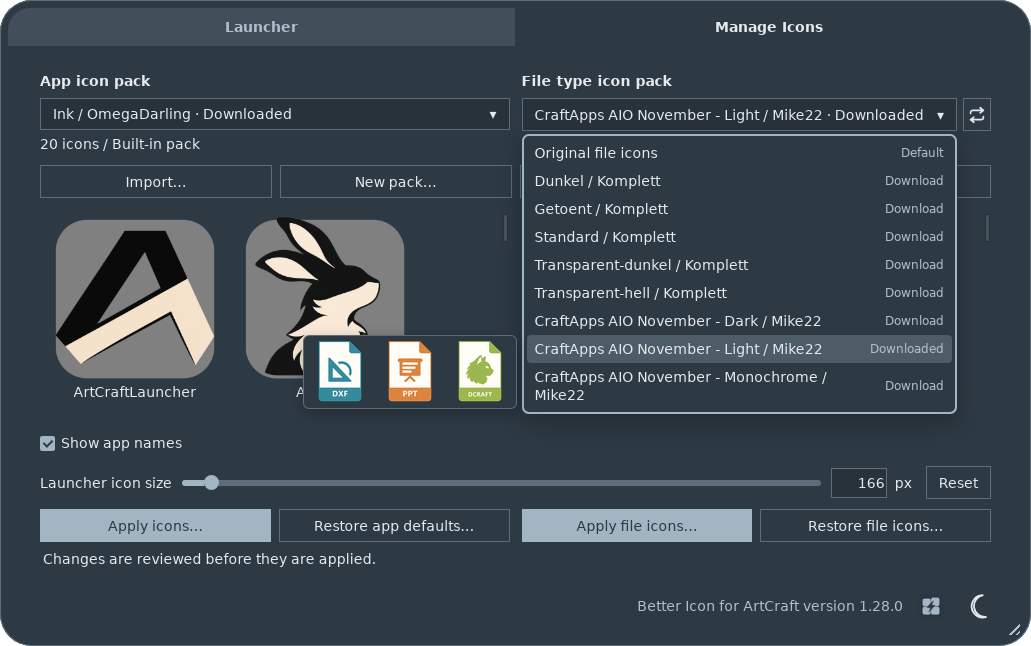 Launcher
Manage Icons
App icon pack
File type icon pack
Ink / OmegaDarling · Downloaded
CraftApps AIO November - Light / Mike22 · Downloaded
20 icons / Built-in pack
Import...
New pack...
Original file icons Default
Dunkel / Komplett Download
Getoent / Komplett Download
Standard / Komplett Download
Transparent-dunkel / Komplett Download
Transparent-hell / Komplett Download
CraftApps AIO November - Dark / Mike22 Download
CraftApps AIO November - Light / Mike22 Downloaded
CraftApps AIO November - Monochrome /
Mike22 Download
DXF
PPT
DCRAFT
ArtCraftLauncher
Show app names
Launcher icon size
166 px
Reset
Apply icons...
Restore app defaults...
Apply file icons...
Restore file icons...
Changes are reviewed before they are applied.
Better Icon for ArtCraft version 1.28.0